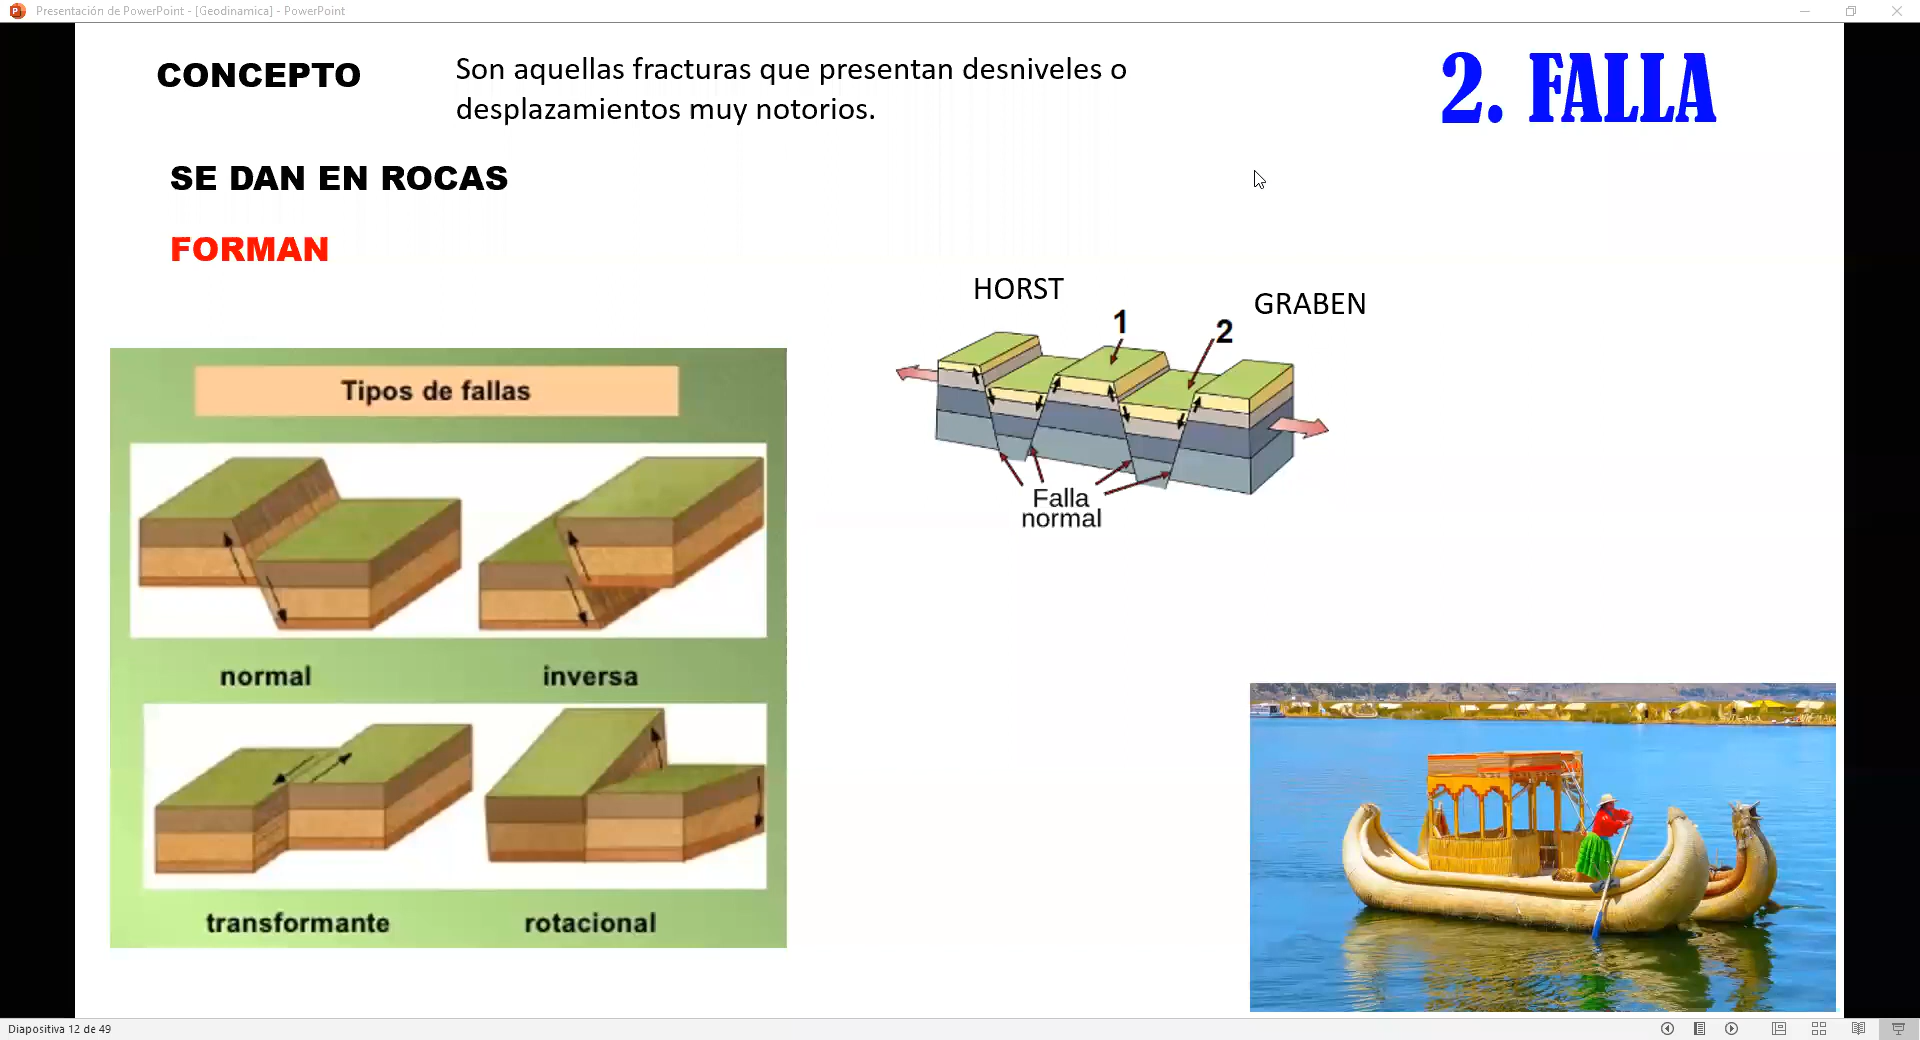 Presentación de PowerPoint - [Geodinamica] - PowerPoint
CONCEPTO
Son aquellas fracturas que presentan desniveles o
desplazamientos muy notorios.
2. FALLA
SE DAN EN ROCAS
FORMAN
HORST
GRABEN
1
2
Falla
normal
Tipos de fallas
normal
inversa
transformante
rotacional
Diapositiva 12 de 49